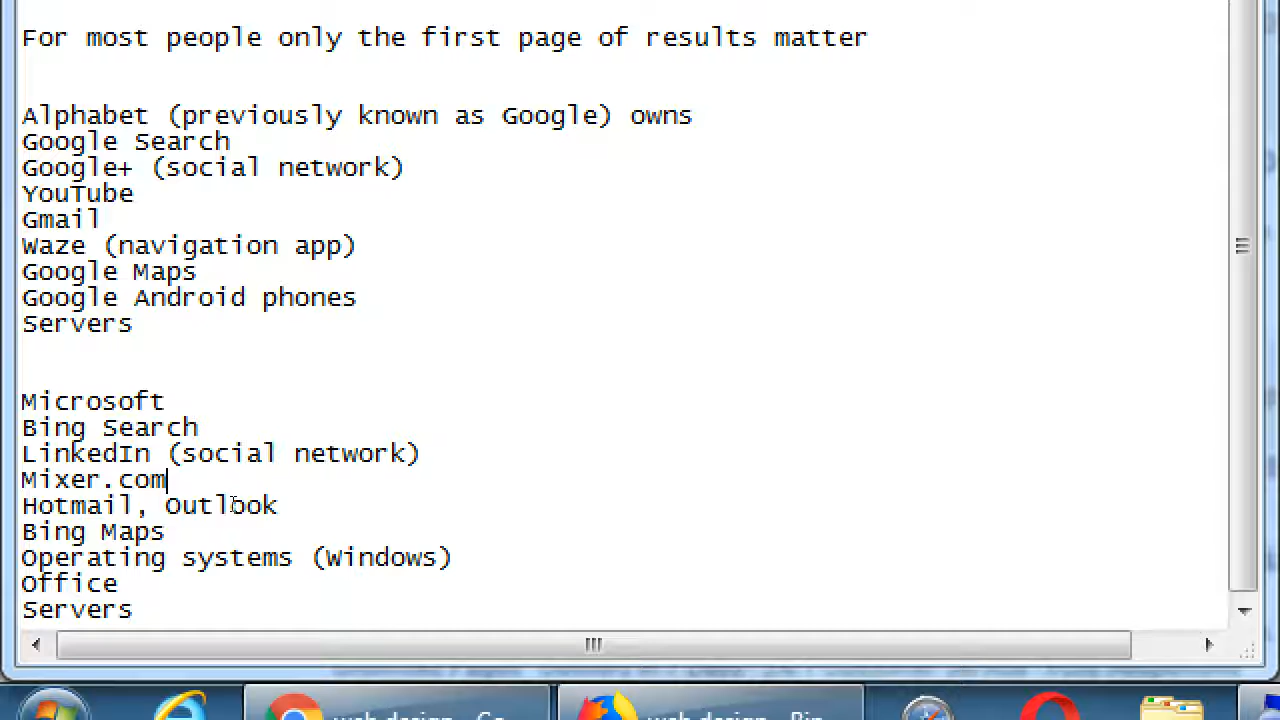 For most people only the first page of results matter
Alphabet (previously known as Google) owns
Google Search
Google+ (social network)
YouTube
Gmail
Waze (navigation app)
Google Maps
Google Android phones
Servers
Microsoft
Bing Search
LinkedIn (social network)
Mixer.com
Hotmail, Outlook
Bing Maps
Operating systems (Windows)
Office
Servers